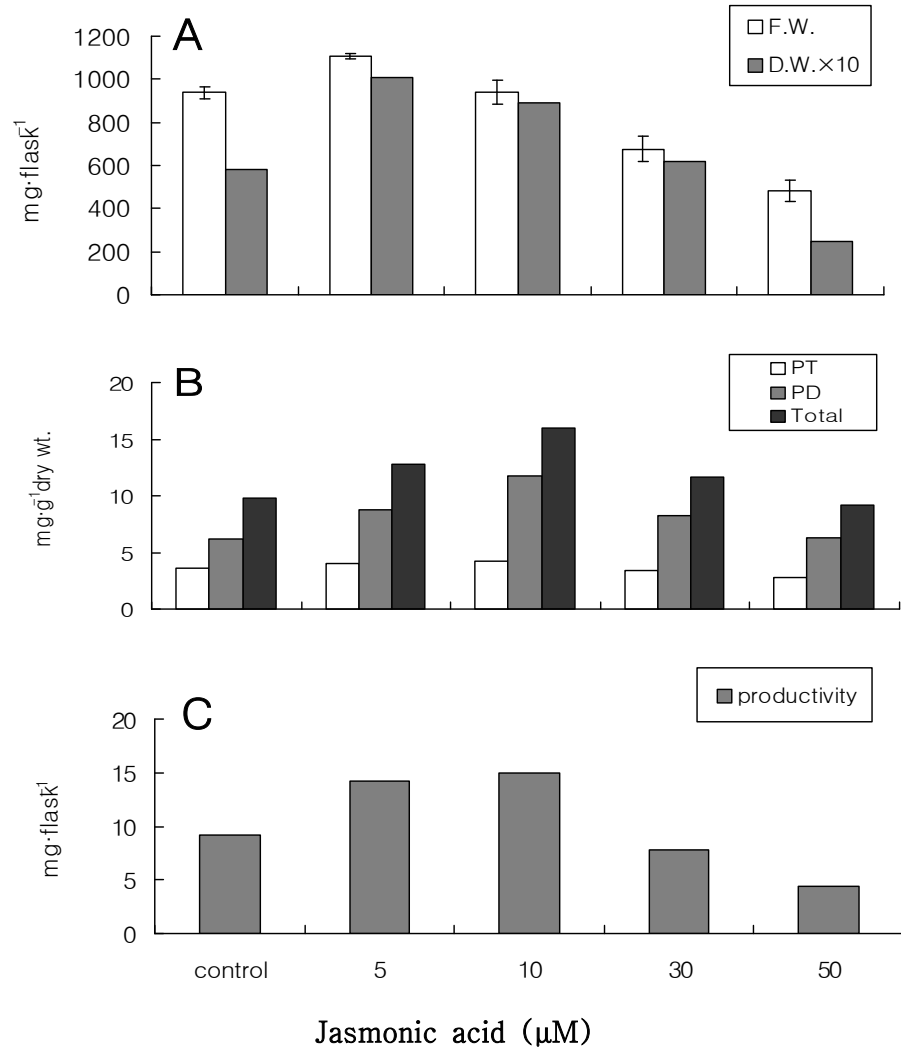 A
F.W.
D.W.×10
1200
1000
800
600
400
200
0
mg·flask⁻¹
B
PT
PD
Total
20
15
10
5
0
mg·g⁻¹dry wt.
C
productivity
20
15
10
5
0
mg·flask⁻¹
control 5 10 30 50
Jasmonic acid (μM)